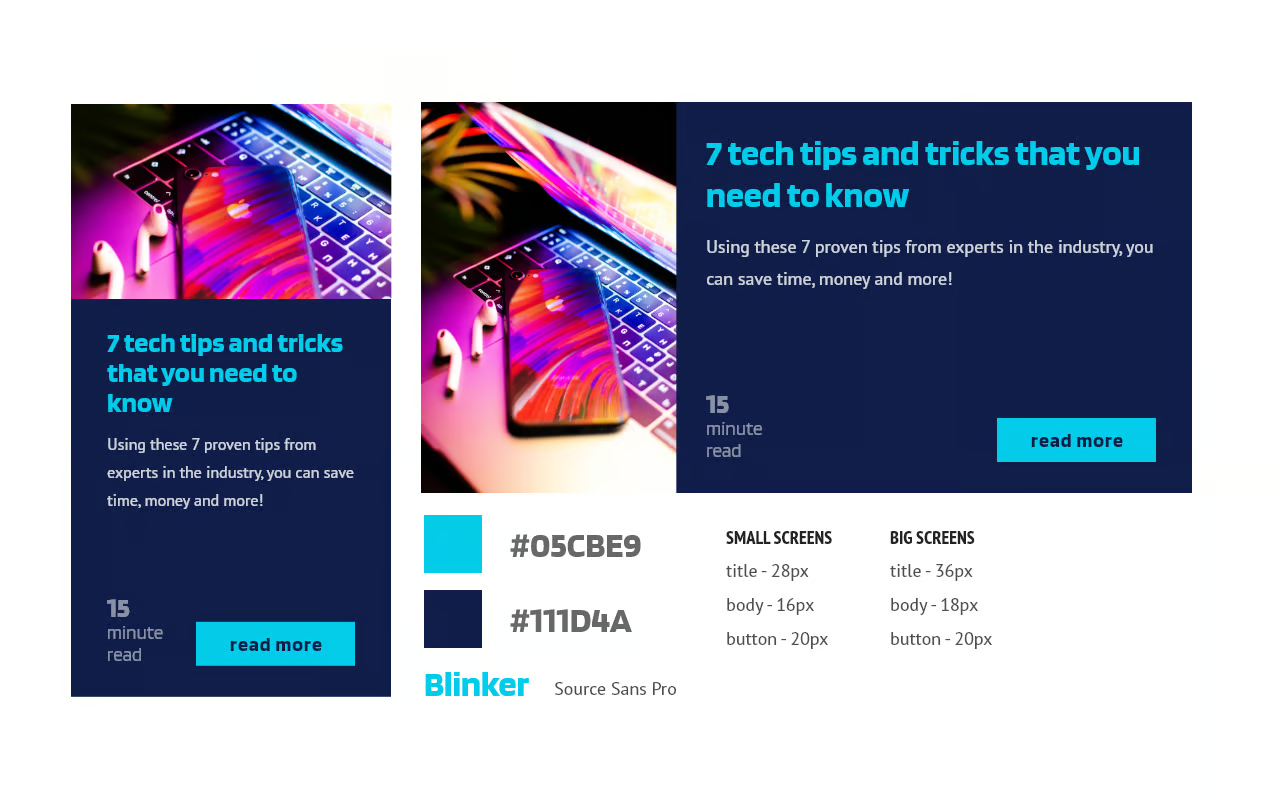 7 tech tips and tricks
that you need to
know
Using these 7 proven tips from
experts in the industry, you can save
time, money and more!
15
minute
read
read more
7 tech tips and tricks that you
need to know
Using these 7 proven tips from experts in the industry, you
can save time, money and more!
15
minute
read
read more
#05CBE9
#111D4A
Blinker
Source Sans Pro
SMALL SCREENS
title - 28px
body - 16px
button - 20px
BIG SCREENS
title - 36px
body - 18px
button - 20px